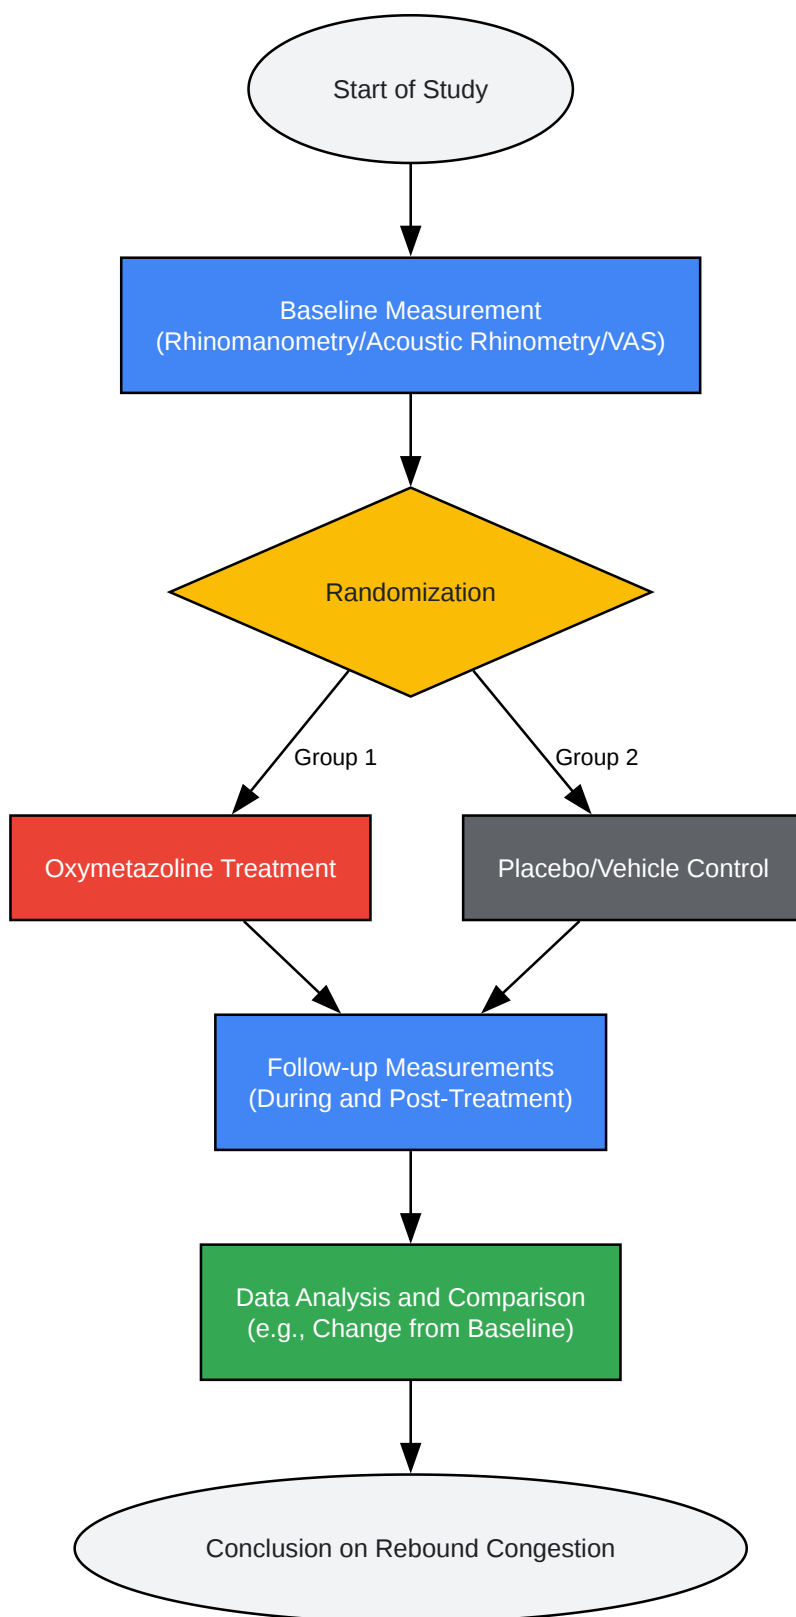 Start of Study
Baseline Measurement
(Rhinomanometry/Acoustic Rhinometry/VAS)
Randomization
Group 1
Group 2
Oxymetazoline Treatment
Placebo/Vehicle Control
Follow-up Measurements
(During and Post-Treatment)
Data Analysis and Comparison
(e.g., Change from Baseline)
Conclusion on Rebound Congestion